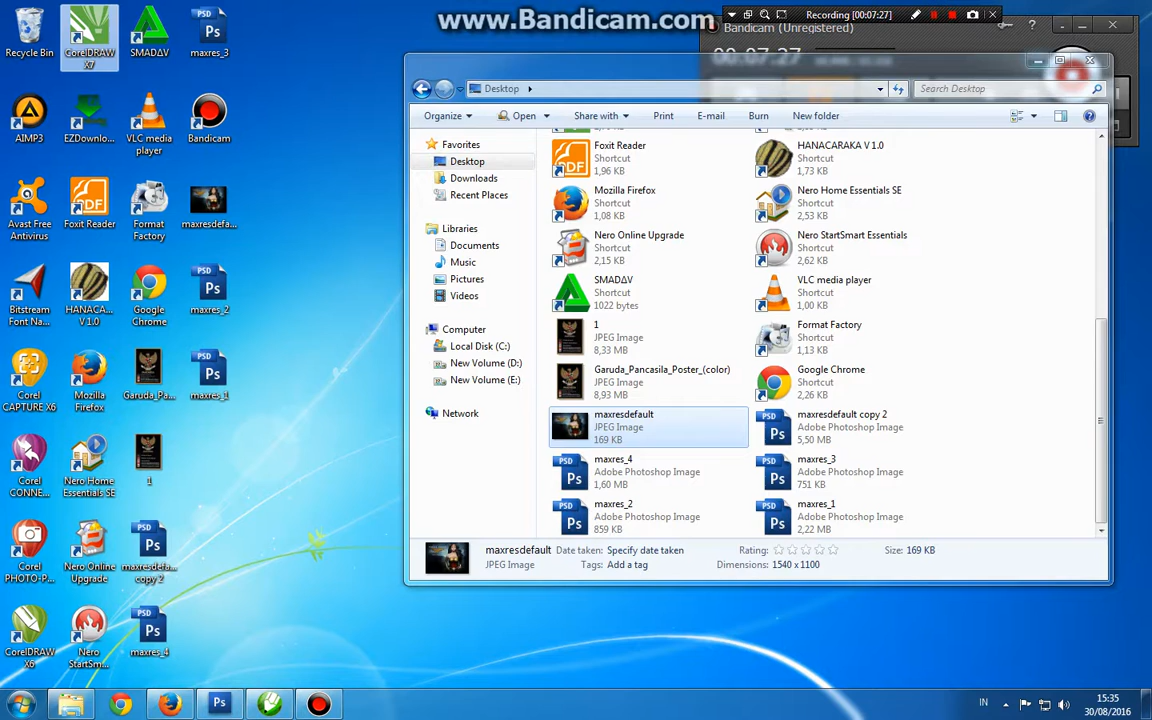 www.Bandicam.com
Recording [00:07:27]
Bandicam (Unregistered)
00:07:27
Recycle Bin
CorelDRAW X7
SMADΔV
maxres_3
AIMP3
EZDownlo...
VLC media player
Bandicam
Avast Free Antivirus
Foxit Reader
Format Factory
maxresdefa...
Bitstream Font Na...
HANACA... V 1.0
Google Chrome
maxres_2
Corel CAPTURE X6
Mozilla Firefox
Garuda_Pa...
maxres_1
Corel CONNE...
Nero Home Essentials SE
1
Corel PHOTO-P...
Nero Online Upgrade
maxresdefa... copy 2
CorelDRAW X6
Nero StartSm...
maxres_4
Desktop
Search Desktop
Organize
Open
Share with
Print
E-mail
Burn
New folder
Favorites
Desktop
Downloads
Recent Places
Libraries
Documents
Music
Pictures
Videos
Computer
Local Disk (C:)
New Volume (D:)
New Volume (E:)
Network
Foxit Reader
Shortcut
1,96 KB
HANACARAKA V 1.0
Shortcut
1,73 KB
Mozilla Firefox
Shortcut
1,08 KB
Nero Home Essentials SE
Shortcut
2,53 KB
Nero Online Upgrade
Shortcut
2,15 KB
Nero StartSmart Essentials
Shortcut
2,62 KB
SMADΔV
Shortcut
1022 bytes
VLC media player
Shortcut
1,00 KB
1
JPEG Image
8,33 MB
Format Factory
Shortcut
1,13 KB
Garuda_Pancasila_Poster_(color)
JPEG Image
8,93 MB
Google Chrome
Shortcut
2,26 KB
maxresdefault
JPEG Image
169 KB
maxresdefault copy 2
Adobe Photoshop Image
5,50 MB
maxres_4
Adobe Photoshop Image
1,60 MB
maxres_3
Adobe Photoshop Image
751 KB
maxres_2
Adobe Photoshop Image
859 KB
maxres_1
Adobe Photoshop Image
2,22 MB
maxresdefault Date taken: Specify date taken Rating: Size: 169 KB
JPEG Image Tags: Add a tag Dimensions: 1540 x 1100
IN
15:35
30/08/2016